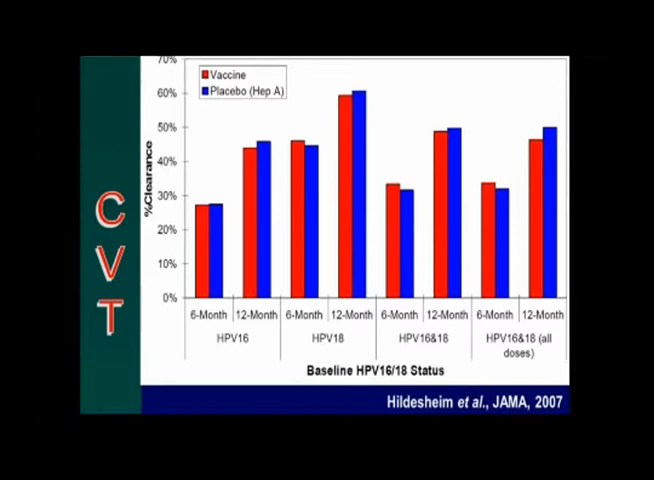 CVT
70%
60%
50%
40%
30%
20%
10%
0%
%Clearance
Vaccine
Placebo (Hep A)
6-Month 12-Month 6-Month 12-Month 6-Month 12-Month 6-Month 12-Month
HPV16 HPV18 HPV16&18 HPV16&18 (all
doses)
Baseline HPV16/18 Status
Hildesheim et al., JAMA, 2007